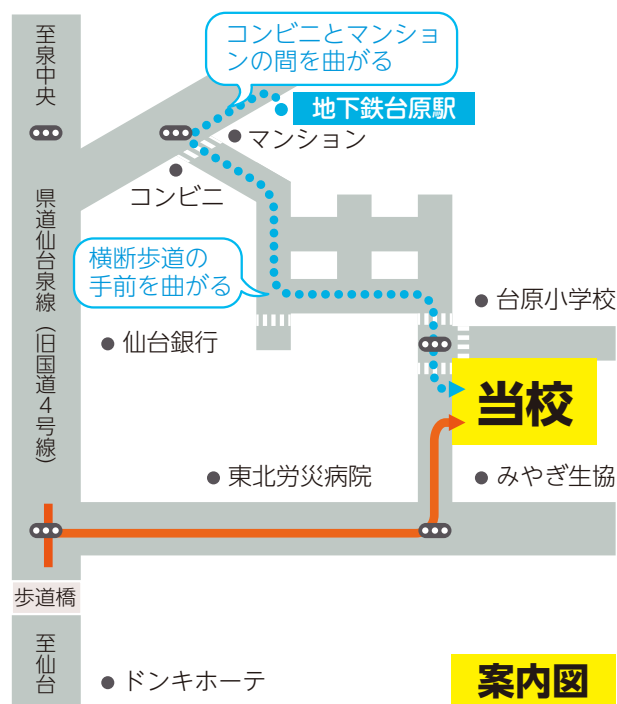 至泉中央
コンビニとマンショ
ンの間を曲がる
地下鉄台原駅
マンション
コンビニ
県道仙台泉線（旧国道4号線）
横断歩道の
手前を曲がる
台原小学校
仙台銀行
当校
東北労災病院
みやぎ生協
歩道橋
至仙台
ドンキホーテ
案内図